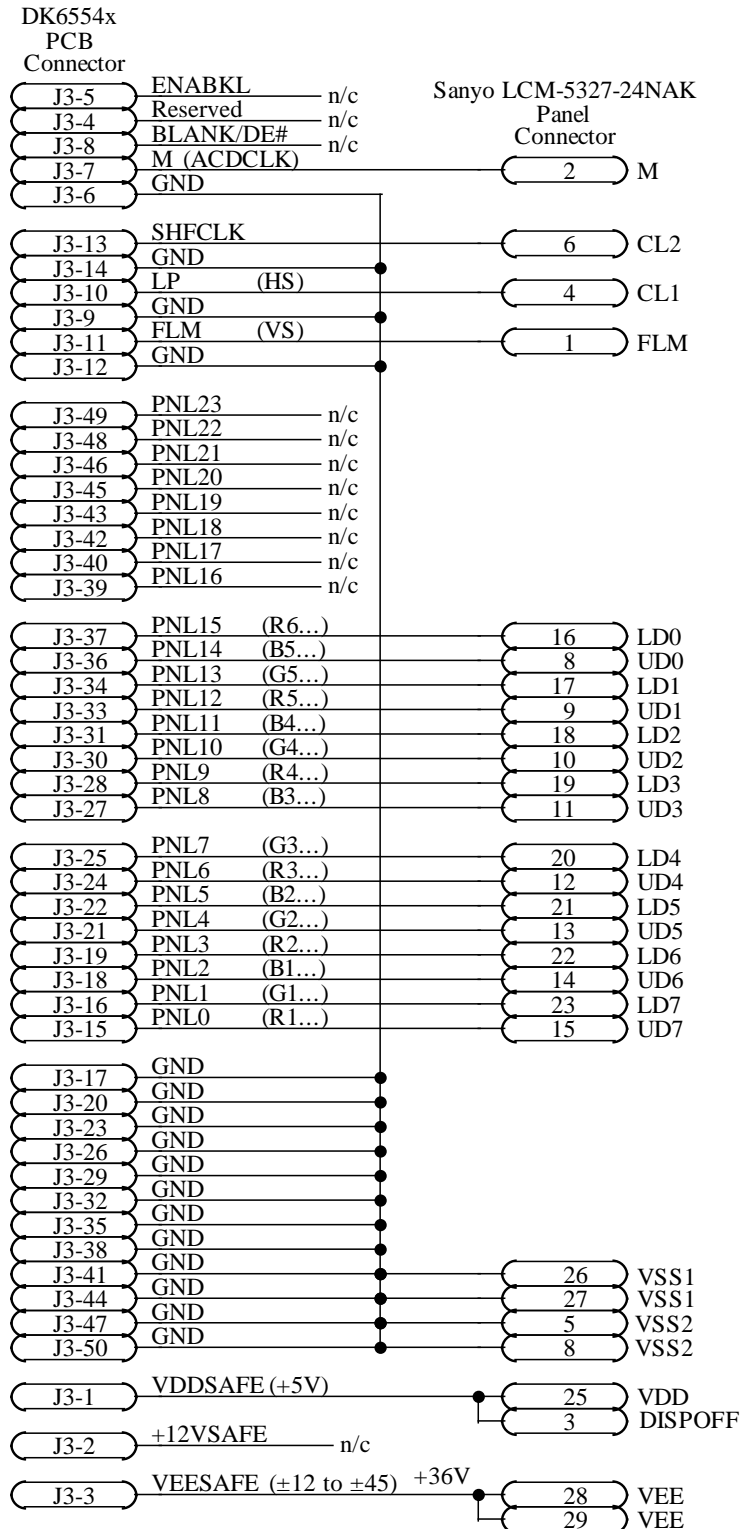 DK6554x
PCB
Connector
Sanyo LCM-5327-24NAK
Panel
Connector
J3-5 ENABKL n/c
J3-4 Reserved n/c
J3-8 BLANK/DE# n/c
J3-7 M (ACDCLK) 2 M
J3-6 GND
J3-13 SHFCLK 6 CL2
J3-14 GND
J3-10 LP (HS) 4 CL1
J3-9 GND
J3-11 FLM (VS) 1 FLM
J3-12 GND
J3-49 PNL23 n/c
J3-48 PNL22 n/c
J3-46 PNL21 n/c
J3-45 PNL20 n/c
J3-43 PNL19 n/c
J3-42 PNL18 n/c
J3-40 PNL17 n/c
J3-39 PNL16 n/c
J3-37 PNL15 (R6...) 16 LD0
J3-36 PNL14 (B5...) 8 UD0
J3-34 PNL13 (G5...) 17 LD1
J3-33 PNL12 (R5...) 9 UD1
J3-31 PNL11 (B4...) 18 LD2
J3-30 PNL10 (G4...) 10 UD2
J3-28 PNL9 (R4...) 19 LD3
J3-27 PNL8 (B3...) 11 UD3
J3-25 PNL7 (G3...) 20 LD4
J3-24 PNL6 (R3...) 12 UD4
J3-22 PNL5 (B2...) 21 LD5
J3-21 PNL4 (G2...) 13 UD5
J3-19 PNL3 (R2...) 22 LD6
J3-18 PNL2 (B1...) 14 UD6
J3-16 PNL1 (G1...) 23 LD7
J3-15 PNL0 (R1...) 15 UD7
J3-17 GND
J3-20 GND
J3-23 GND
J3-26 GND
J3-29 GND
J3-32 GND
J3-35 GND
J3-38 GND
J3-41 GND 26 VSS1
J3-44 GND 27 VSS1
J3-47 GND 5 VSS2
J3-50 GND 8 VSS2
J3-1 VDDSAFE (+5V) 25 VDD
3 DISPOFF
J3-2 +12VSAFE n/c
J3-3 VEESAFE (±12 to ±45) +36V 28 VEE
29 VEE